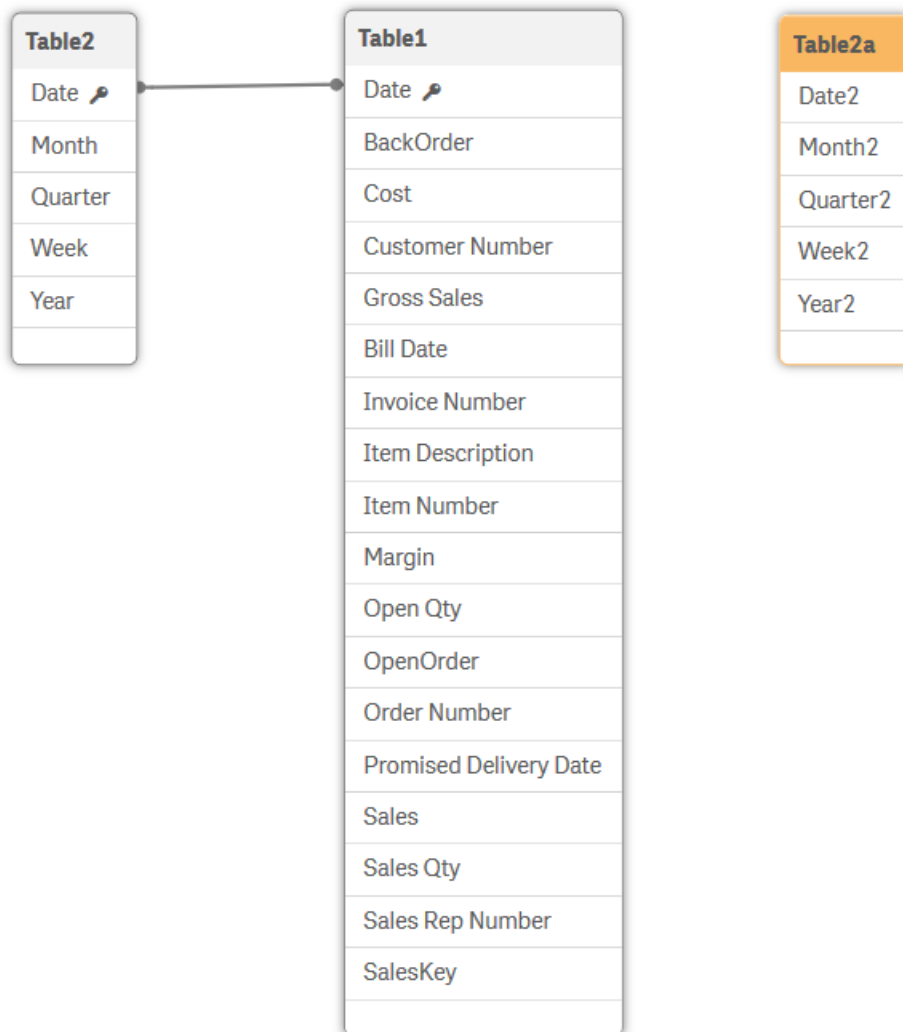 Table2
Date
Month
Quarter
Week
Year
Table1
Date
BackOrder
Cost
Customer Number
Gross Sales
Bill Date
Invoice Number
Item Description
Item Number
Margin
Open Qty
OpenOrder
Order Number
Promised Delivery Date
Sales
Sales Qty
Sales Rep Number
SalesKey
Table2a
Date2
Month2
Quarter2
Week2
Year2